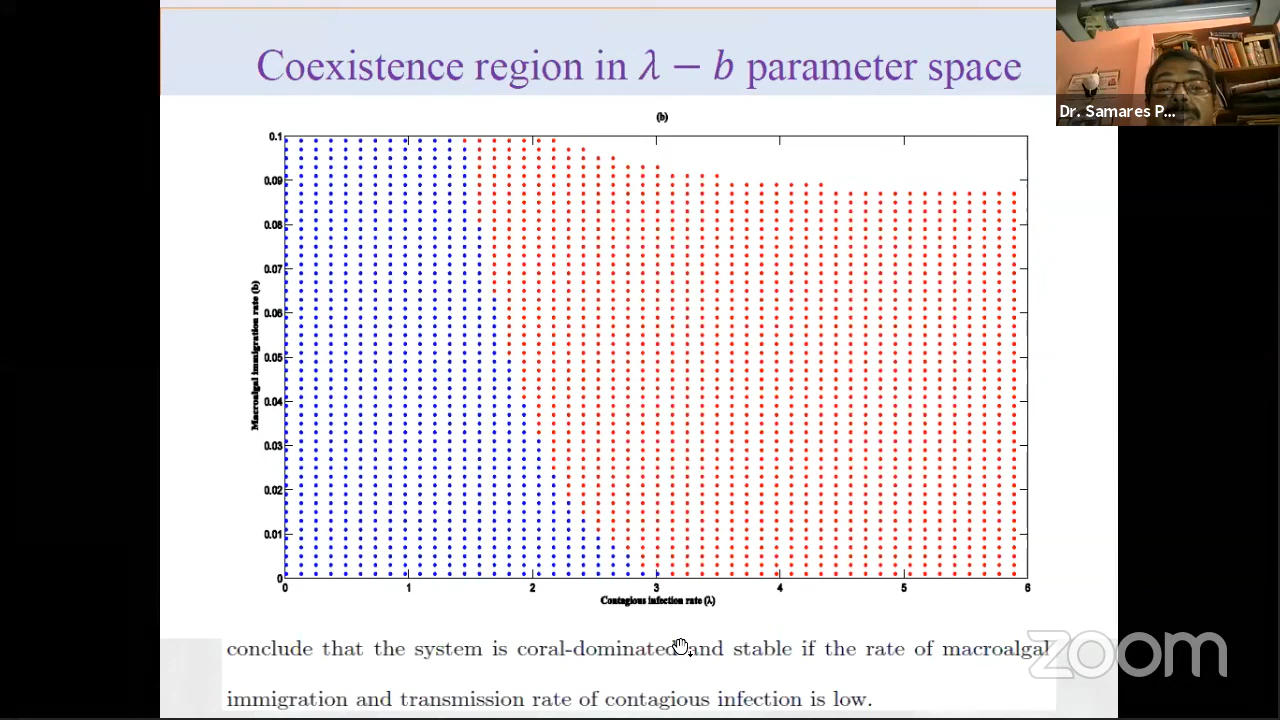 Coexistence region in λ − b parameter space
Dr. Samares P...
(b)
0.1
0.09
0.08
0.07
0.06
0.05
0.04
0.03
0.02
0.01
0
Macroalgal immigration rate (b)
0 1 2 3 4 5 6
Contagious infection rate (λ)
conclude that the system is coral-dominated and stable if the rate of macroalgal
immigration and transmission rate of contagious infection is low.
zoom